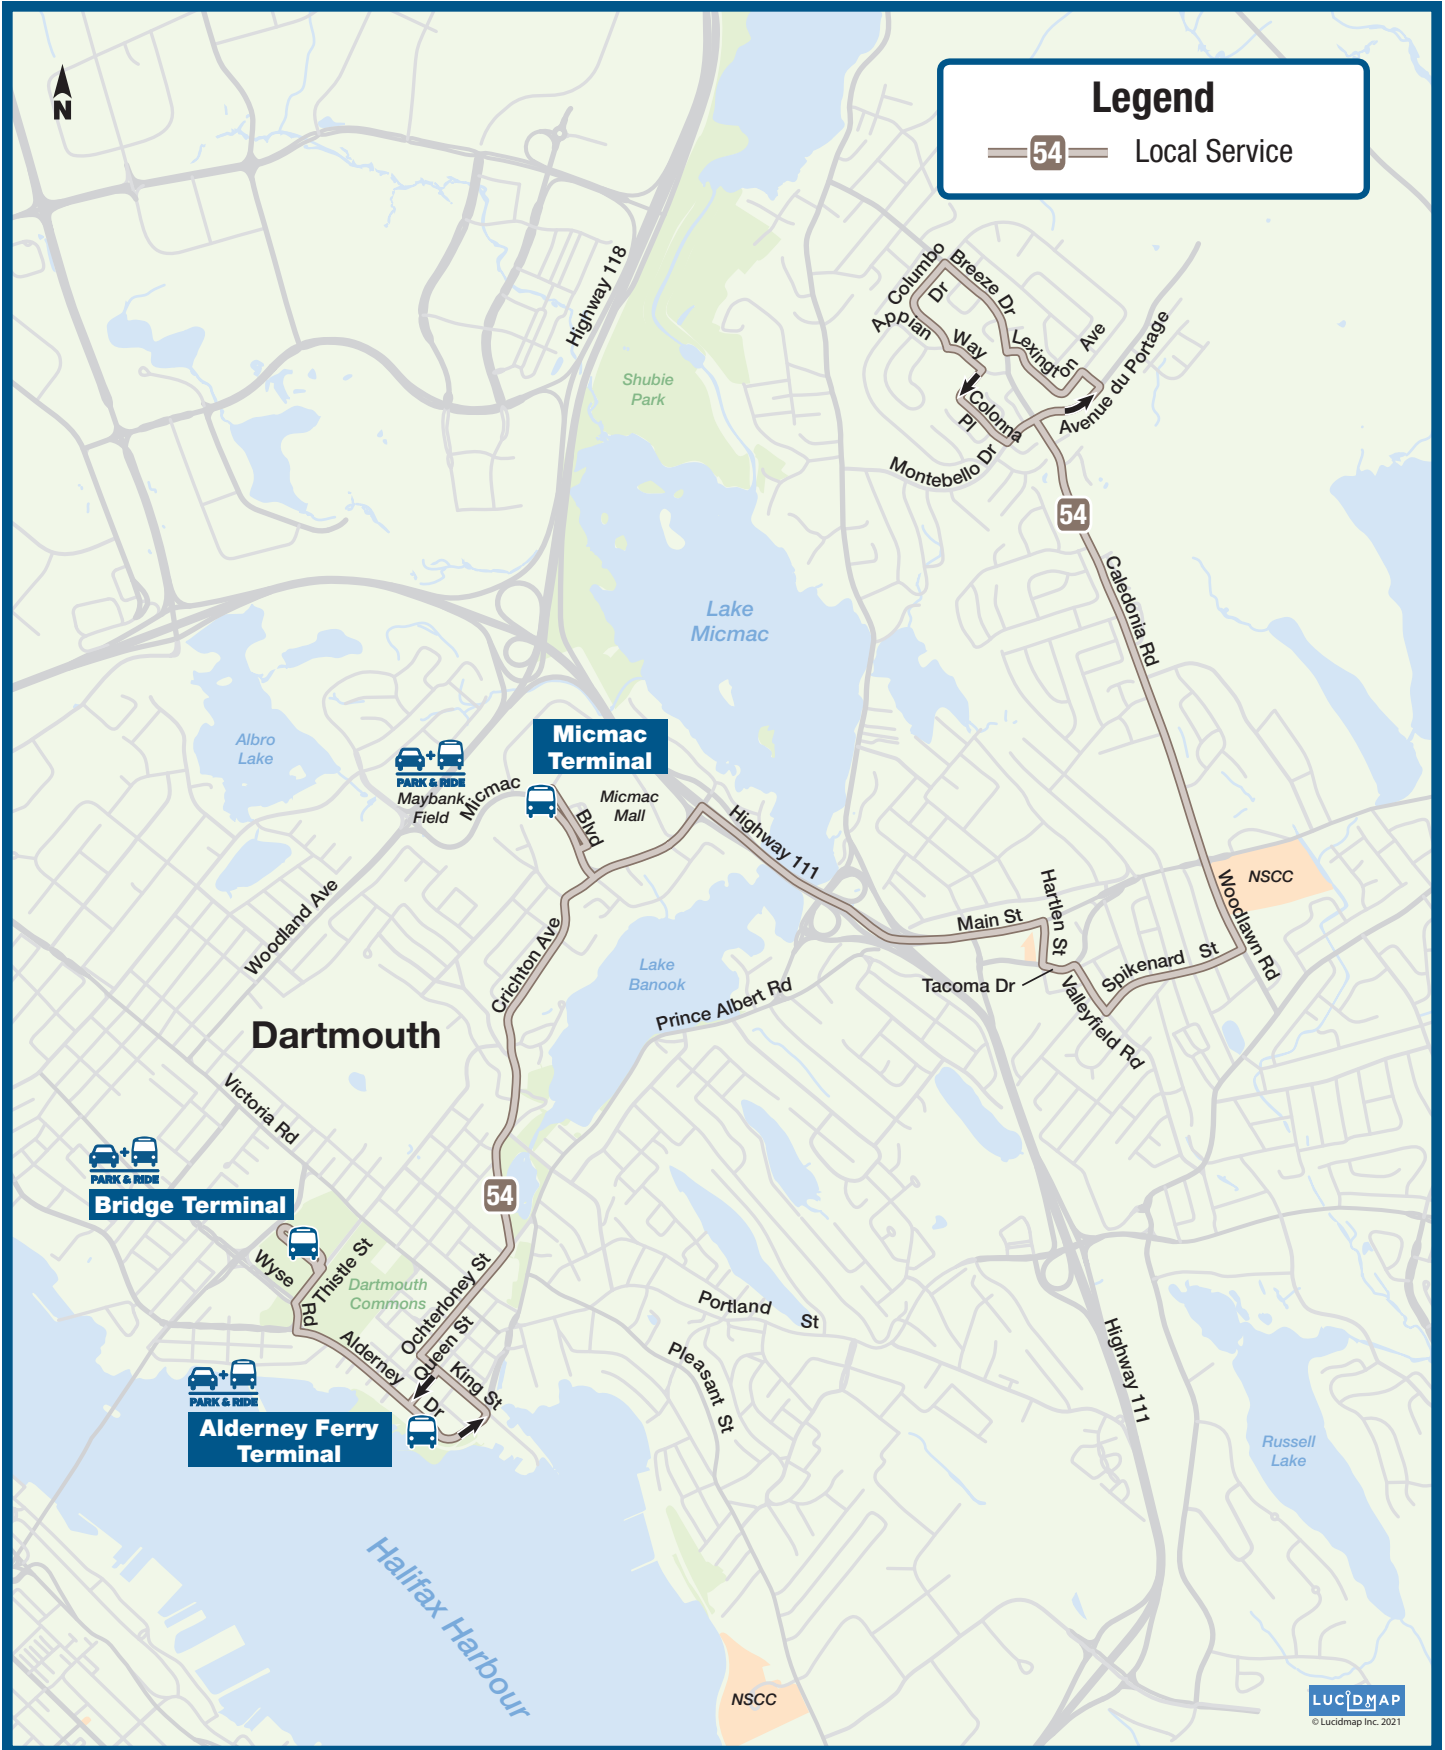 N
Legend
54
Local Service
Highway 118
Columbo
Dr
Breeze Dr
Appian
Way
Lexington Ave
Shubie
Park
Colonna
Pl
Avenue du Portage
Montebello Dr
54
Caledonia Rd
Lake
Micmac
Micmac
Terminal
Albro
Lake
PARK & RIDE
Maybank
Field
Micmac
Blvd
Micmac
Mall
Highway 111
Woodland Ave
Hartlen St
Woodlawn Rd
NSCC
Main St
Crichton Ave
Lake
Banook
Prince Albert Rd
Tacoma Dr
Spikenard St
Valleyfield Rd
Dartmouth
Victoria Rd
PARK & RIDE
Bridge Terminal
54
Wyse
Rd
Thistle St
Dartmouth
Commons
Ochterloney St
Queen St
Alderney
Dr
King St
Portland St
Pleasant St
Highway 111
PARK & RIDE
Alderney Ferry
Terminal
Russell
Lake
Halifax Harbour
NSCC
LUCIDMAP
© Lucidmap Inc. 2021